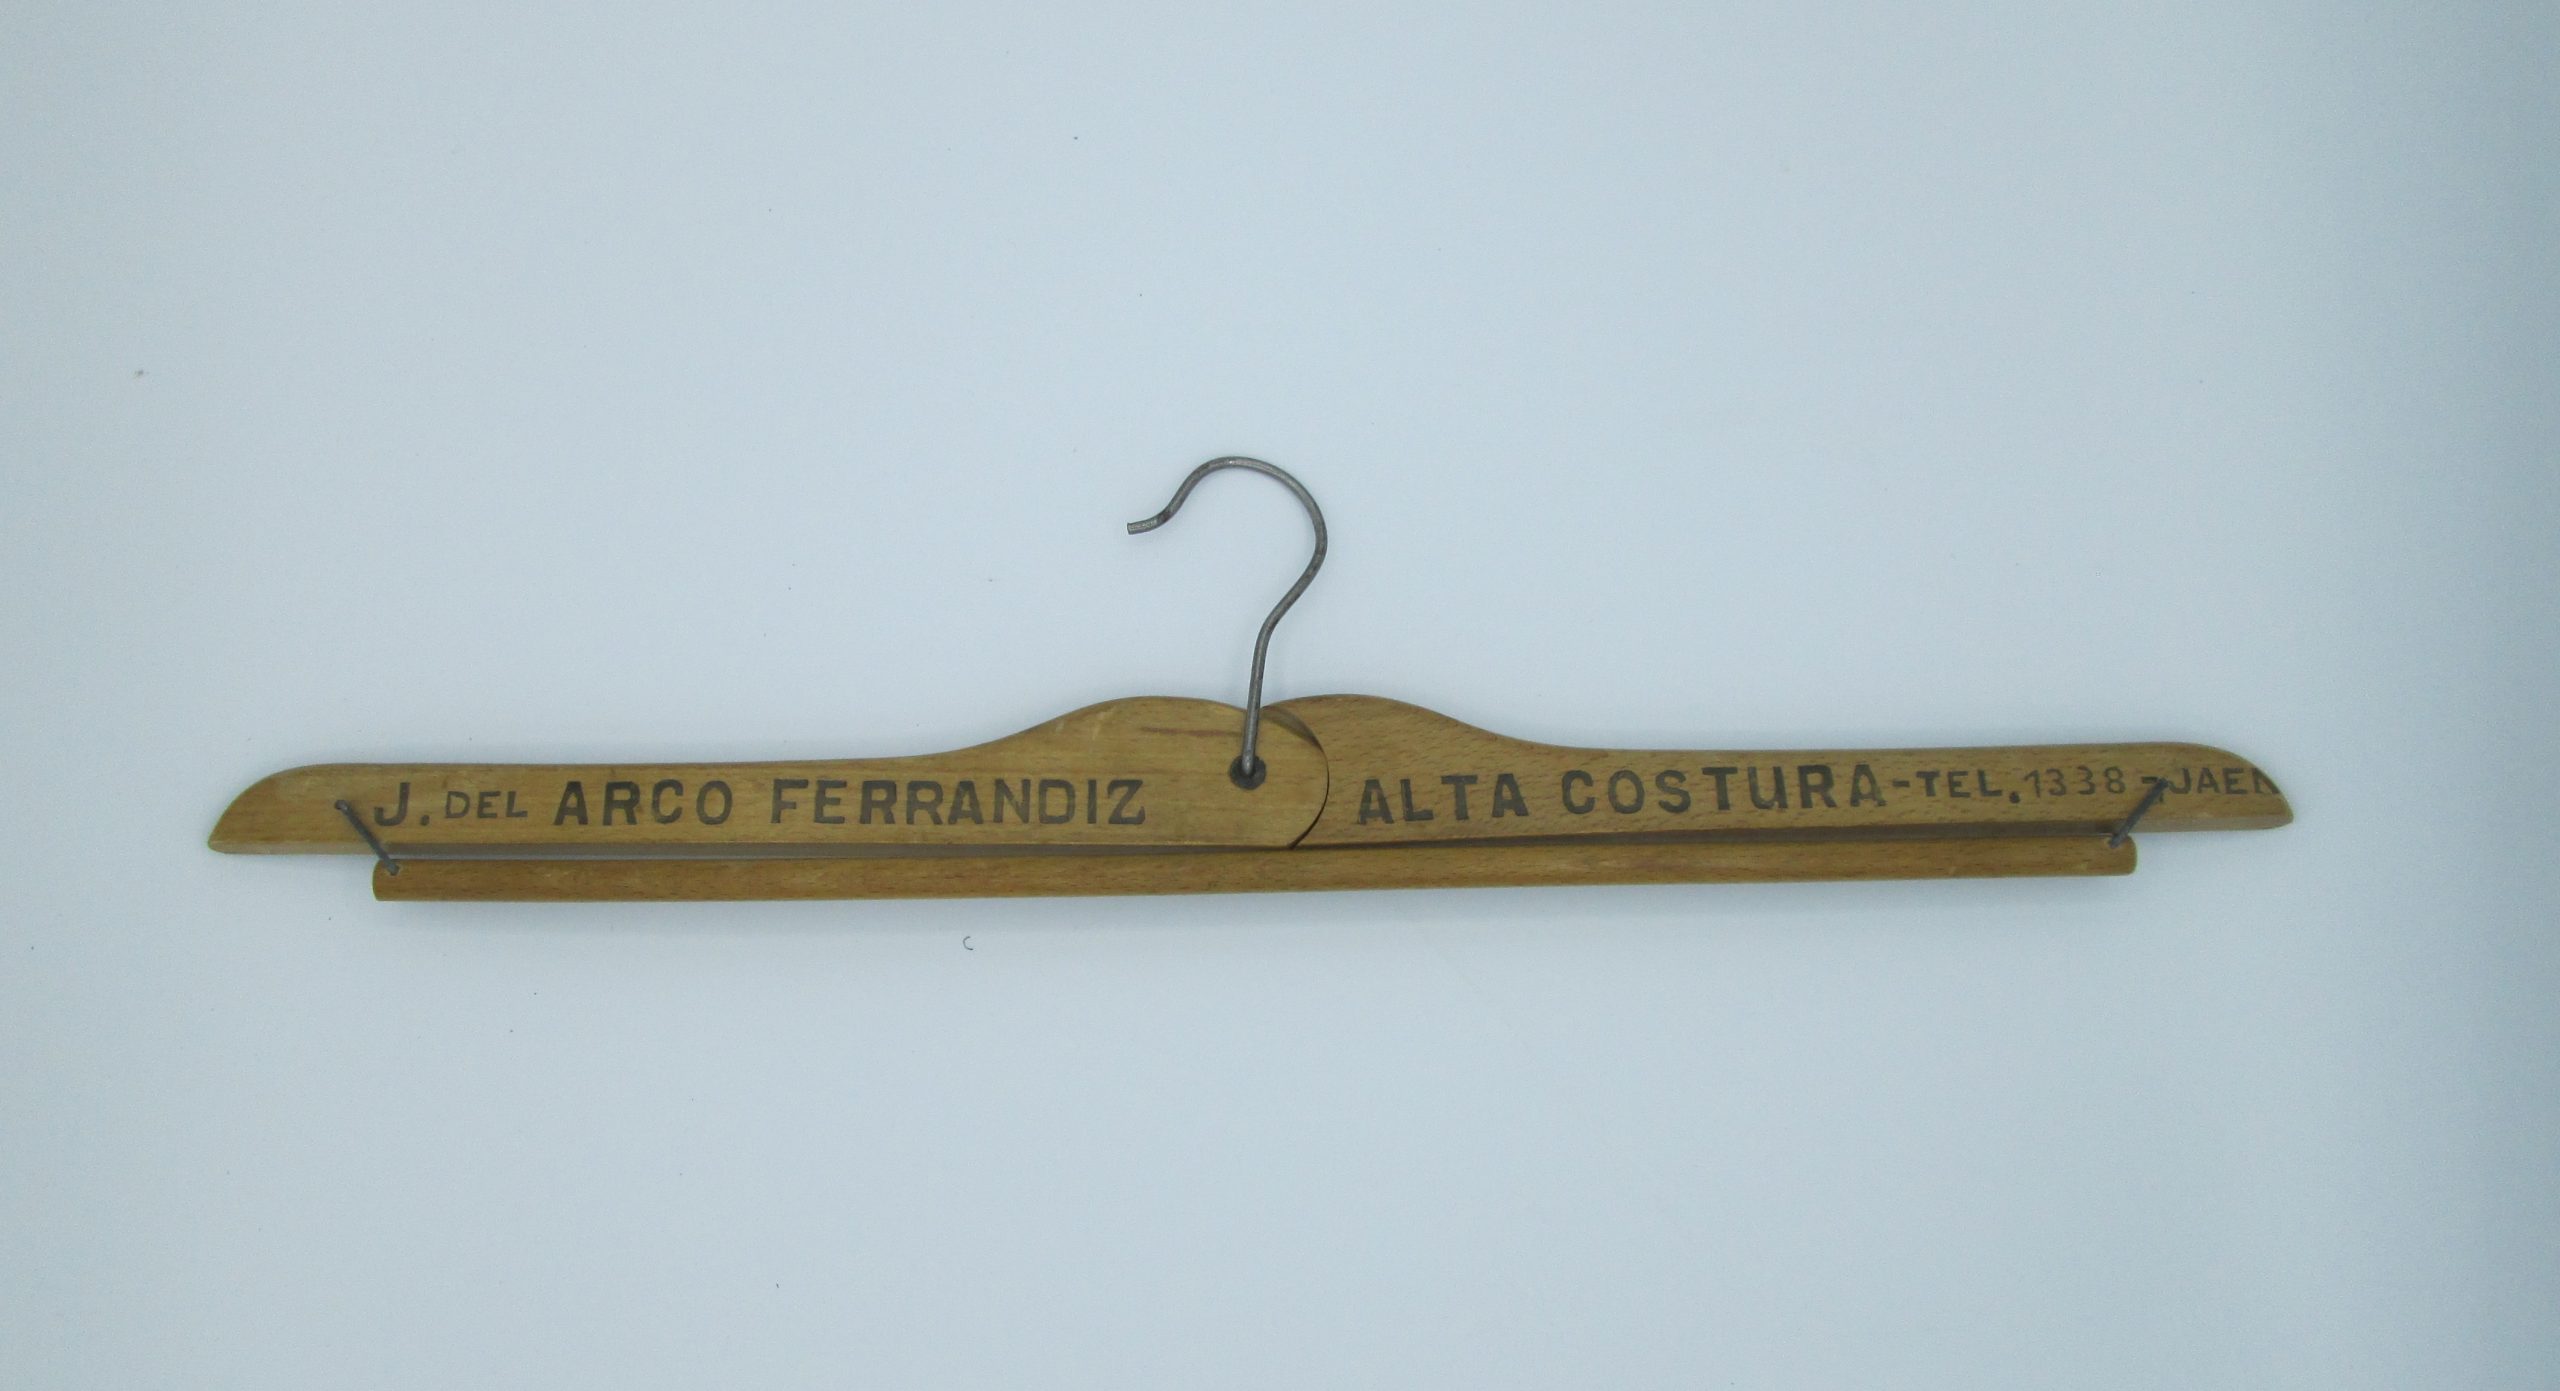 J. DEL ARCO FERRANDIZ ALTA COSTURA - TEL. 1338 - JAEN